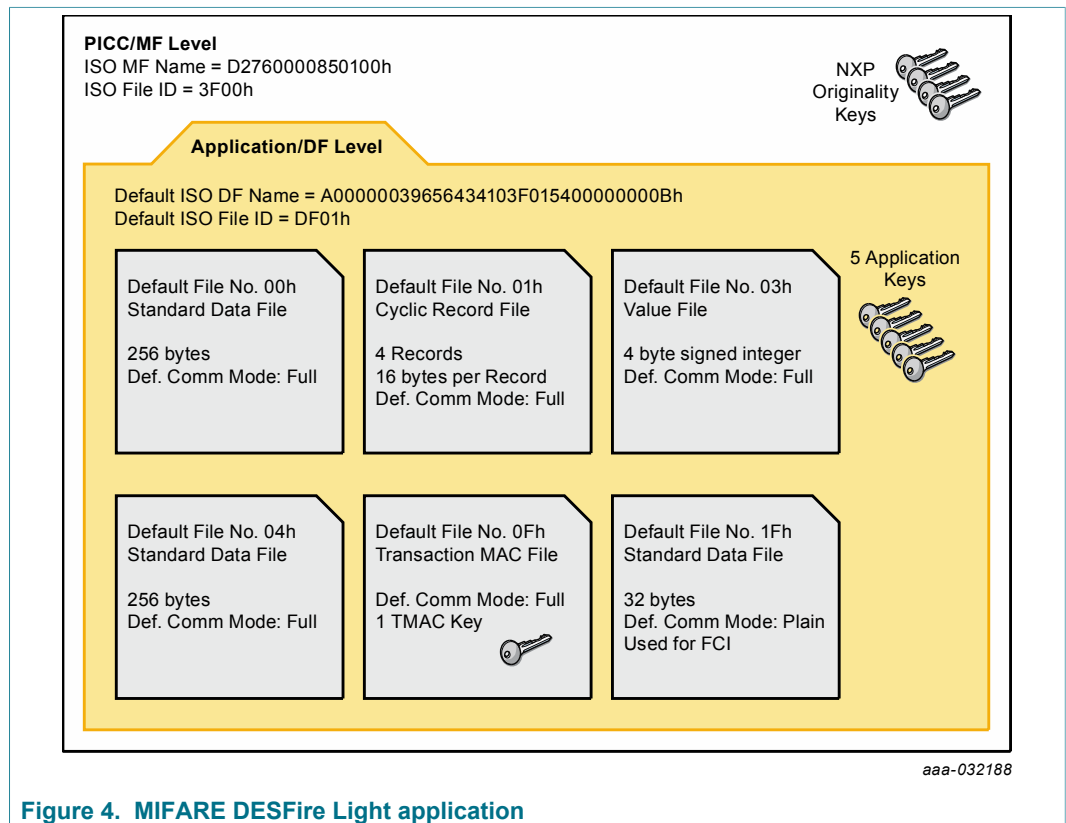 PICC/MF Level
ISO MF Name = D2760000850100h
ISO File ID = 3F00h
NXP
Originality
Keys
Application/DF Level
Default ISO DF Name = A00000039656434103F015400000000Bh
Default ISO File ID = DF01h
5 Application
Keys
Default File No. 00h
Standard Data File
256 bytes
Def. Comm Mode: Full
Default File No. 01h
Cyclic Record File
4 Records
16 bytes per Record
Def. Comm Mode: Full
Default File No. 03h
Value File
4 byte signed integer
Def. Comm Mode: Full
Default File No. 04h
Standard Data File
256 bytes
Def. Comm Mode: Full
Default File No. 0Fh
Transaction MAC File
Def. Comm Mode: Full
1 TMAC Key
Default File No. 1Fh
Standard Data File
32 bytes
Def. Comm Mode: Plain
Used for FCI
aaa-032188
Figure 4. MIFARE DESFire Light application